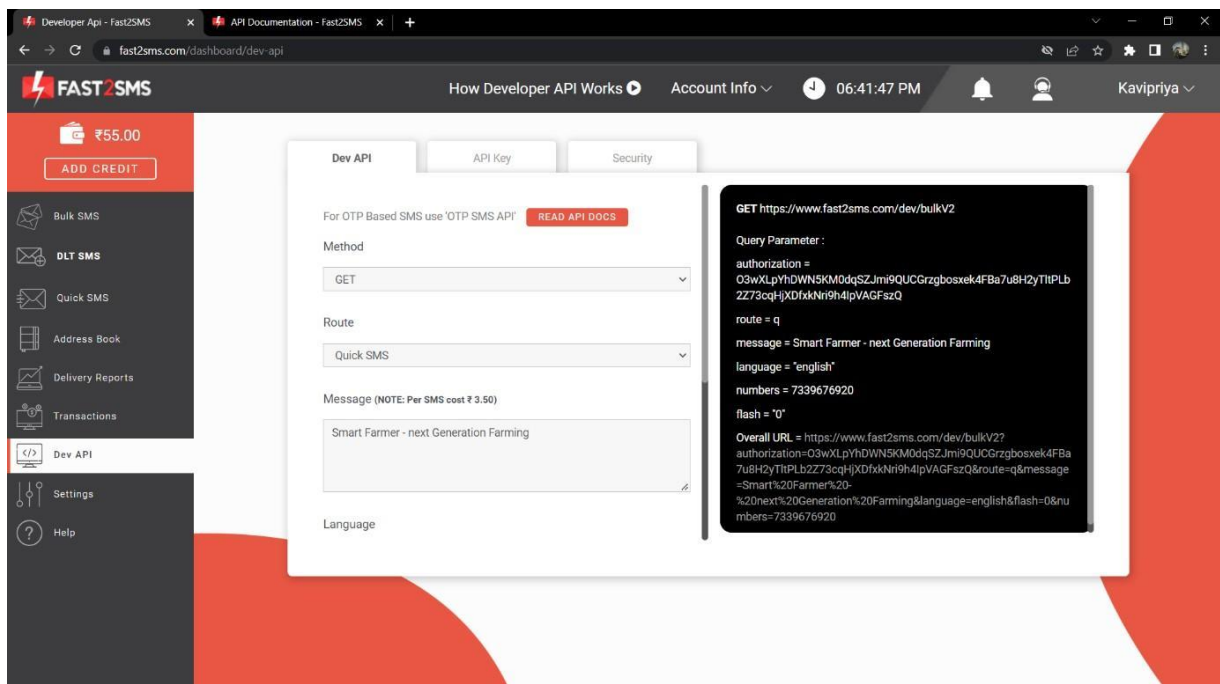 Developer Api - Fast2SMS
API Documentation - Fast2SMS
fast2sms.com/dashboard/dev-api
FAST2SMS
How Developer API Works
Account Info
06:41:47 PM
Kavipriya
₹55.00
ADD CREDIT
Bulk SMS
DLT SMS
Quick SMS
Address Book
Delivery Reports
Transactions
Dev API
Settings
Help
Dev API
API Key
Security
For OTP Based SMS use 'OTP SMS API'
READ API DOCS
Method
GET
Route
Quick SMS
Message (NOTE: Per SMS cost ₹ 3.50)
Smart Farmer - next Generation Farming
Language
GET https://www.fast2sms.com/dev/bulkV2
Query Parameter :
authorization =
O3wXLpYhDWN5KM0dqSZJmi9QUCGrzgbosxek4FBa7u8H2yTltPLb
2Z73cqHjXDfxkNri9h4lpVAGFszQ
route = q
message = Smart Farmer - next Generation Farming
language = "english"
numbers = 7339676920
flash = "0"
Overall URL = https://www.fast2sms.com/dev/bulkV2?
authorization=O3wXLpYhDWN5KM0dqSZJmi9QUCGrzgbosxek4FBa
7u8H2yTltPLb2Z73cqHjXDfxkNri9h4lpVAGFszQ&route=q&message
=Smart%20Farmer%20-
%20next%20Generation%20Farming&language=english&flash=0&nu
mbers=7339676920